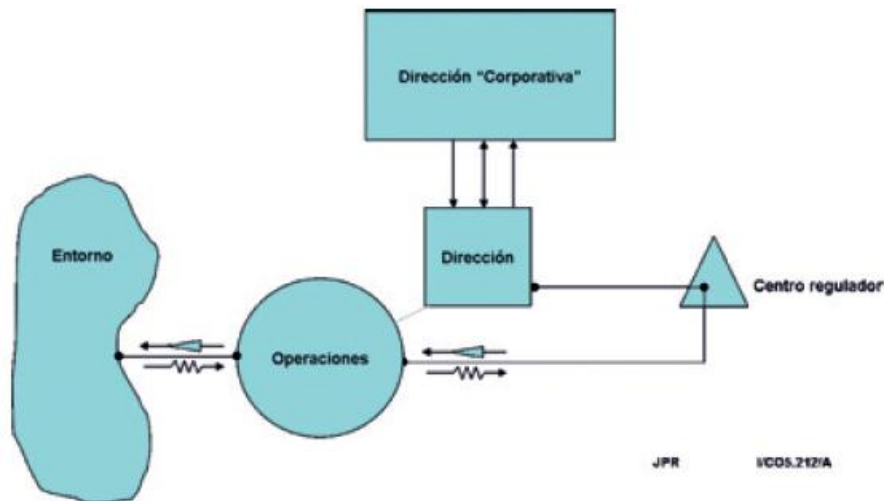 Dirección “Corporativa”
Entorno
Dirección
Centro regulador
Operaciones
JPR I/CO5.212/A